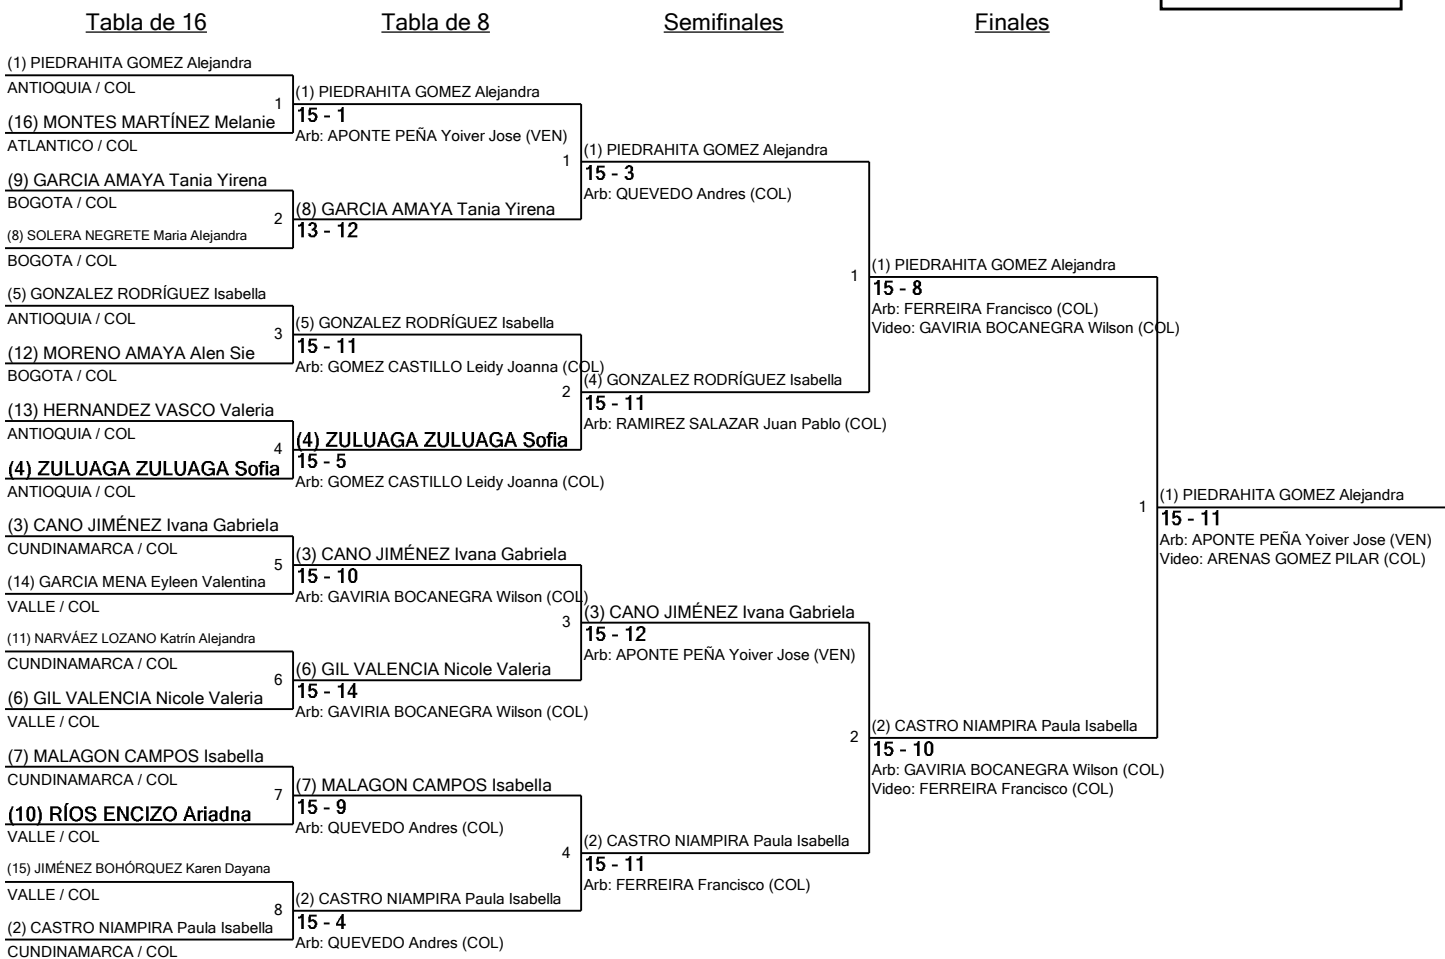 Tabla de 16
Tabla de 8
Semifinales
Finales
(1) PIEDRAHITA GOMEZ Alejandra
ANTIOQUIA / COL
1
(16) MONTES MARTÍNEZ Melanie
ATLANTICO / COL
(9) GARCIA AMAYA Tania Yirena
BOGOTA / COL
2
(8) SOLERA NEGRETE Maria Alejandra
BOGOTA / COL
(5) GONZALEZ RODRÍGUEZ Isabella
ANTIOQUIA / COL
3
(12) MORENO AMAYA Alen Sie
BOGOTA / COL
(13) HERNANDEZ VASCO Valeria
ANTIOQUIA / COL
4
(4) ZULUAGA ZULUAGA Sofia
ANTIOQUIA / COL
(3) CANO JIMÉNEZ Ivana Gabriela
CUNDINAMARCA / COL
5
(14) GARCIA MENA Eyleen Valentina
VALLE / COL
(11) NARVÁEZ LOZANO Katrín Alejandra
CUNDINAMARCA / COL
6
(6) GIL VALENCIA Nicole Valeria
VALLE / COL
(7) MALAGON CAMPOS Isabella
CUNDINAMARCA / COL
7
(10) RÍOS ENCIZO Ariadna
VALLE / COL
(15) JIMÉNEZ BOHÓRQUEZ Karen Dayana
VALLE / COL
8
(2) CASTRO NIAMPIRA Paula Isabella
CUNDINAMARCA / COL
(1) PIEDRAHITA GOMEZ Alejandra
15 - 1
Arb: APONTE PEÑA Yoiver Jose (VEN)
1
(8) GARCIA AMAYA Tania Yirena
13 - 12
(5) GONZALEZ RODRÍGUEZ Isabella
15 - 11
Arb: GOMEZ CASTILLO Leidy Joanna (COL)
2
(4) ZULUAGA ZULUAGA Sofia
15 - 5
Arb: GOMEZ CASTILLO Leidy Joanna (COL)
(3) CANO JIMÉNEZ Ivana Gabriela
15 - 10
Arb: GAVIRIA BOCANEGRA Wilson (COL)
3
(6) GIL VALENCIA Nicole Valeria
15 - 14
Arb: GAVIRIA BOCANEGRA Wilson (COL)
(7) MALAGON CAMPOS Isabella
15 - 9
Arb: QUEVEDO Andres (COL)
4
(2) CASTRO NIAMPIRA Paula Isabella
15 - 4
Arb: QUEVEDO Andres (COL)
(1) PIEDRAHITA GOMEZ Alejandra
15 - 3
Arb: QUEVEDO Andres (COL)
1
(4) GONZALEZ RODRÍGUEZ Isabella
15 - 11
Arb: RAMIREZ SALAZAR Juan Pablo (COL)
(3) CANO JIMÉNEZ Ivana Gabriela
15 - 12
Arb: APONTE PEÑA Yoiver Jose (VEN)
2
(2) CASTRO NIAMPIRA Paula Isabella
15 - 11
Arb: FERREIRA Francisco (COL)
(1) PIEDRAHITA GOMEZ Alejandra
15 - 8
Arb: FERREIRA Francisco (COL)
Video: GAVIRIA BOCANEGRA Wilson (COL)
1
(2) CASTRO NIAMPIRA Paula Isabella
15 - 10
Arb: GAVIRIA BOCANEGRA Wilson (COL)
Video: FERREIRA Francisco (COL)
(1) PIEDRAHITA GOMEZ Alejandra
15 - 11
Arb: APONTE PEÑA Yoiver Jose (VEN)
Video: ARENAS GOMEZ PILAR (COL)